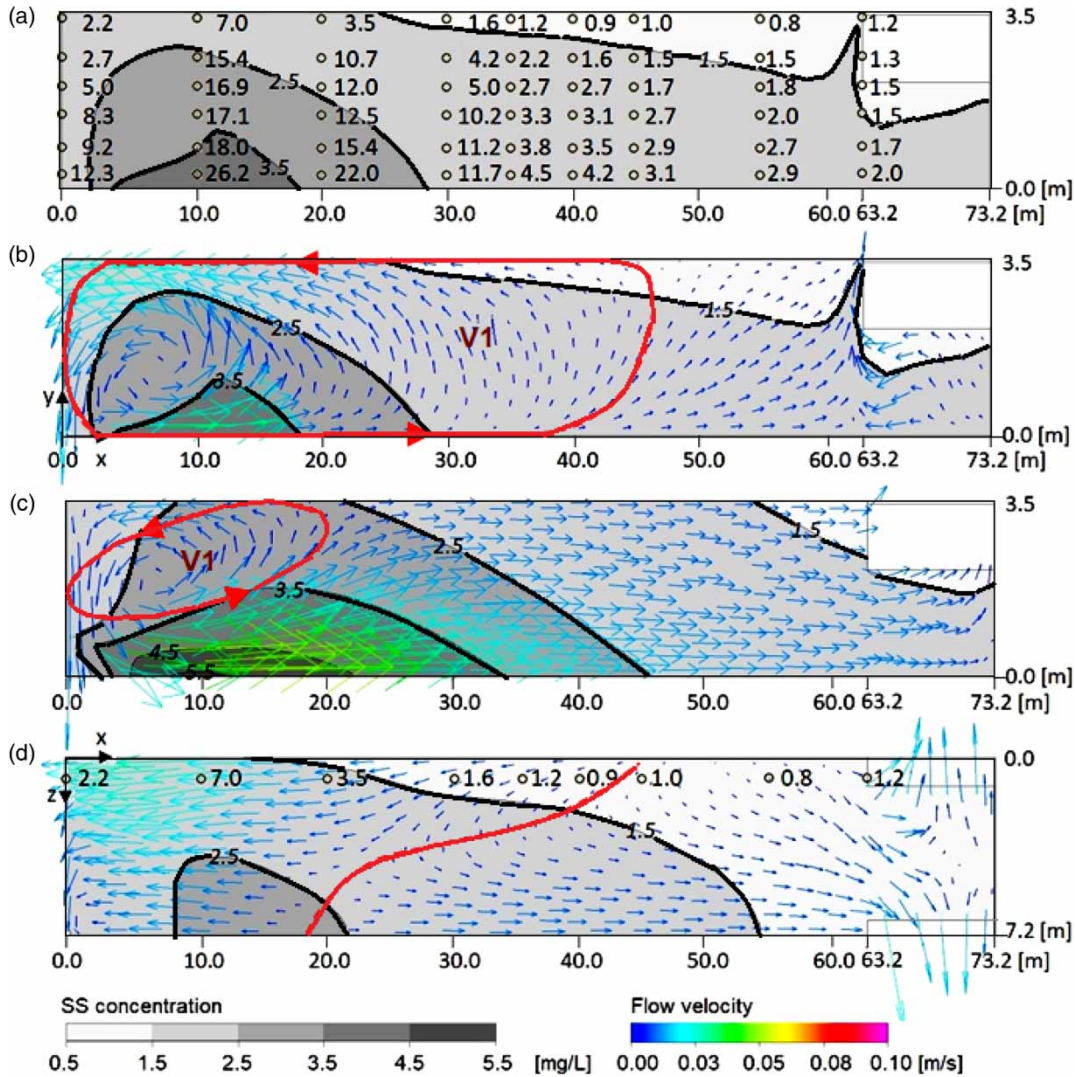 (a)
2.2 7.0 3.5 1.6 1.2 0.9 1.0 0.8 1.2 3.5
2.7 15.4 10.7 4.2 2.2 1.6 1.5 1.5 1.5 1.3
2.5
5.0 16.9 12.0 5.0 2.7 2.7 1.7 1.8 1.5
8.3 17.1 12.5 10.2 3.3 3.1 2.7 2.0 1.5
9.2 18.0 15.4 11.2 3.8 3.5 2.9 2.7 1.7
3.5
12.3 26.2 22.0 11.7 4.5 4.2 3.1 2.9 2.0
0.0 [m]
0.0 10.0 20.0 30.0 40.0 50.0 60.0 63.2 73.2 [m]
(b)
3.5
1.5
2.5 V1
3.5
y
0.0 [m]
0.0 x 10.0 20.0 30.0 40.0 50.0 60.0 63.2 73.2 [m]
(c)
3.5
1.5
2.5
V1
3.5
4.5
5.5
0.0 [m]
0.0 10.0 20.0 30.0 40.0 50.0 60.0 63.2 73.2 [m]
(d)
x
0.0
2.2 7.0 3.5 1.6 1.2 0.9 1.0 0.8 1.2
z
1.5
2.5
7.2 [m]
0.0 10.0 20.0 30.0 40.0 50.0 60.0 63.2 73.2 [m]
SS concentration
0.5 1.5 2.5 3.5 4.5 5.5 [mg/L]
Flow velocity
0.00 0.03 0.05 0.08 0.10 [m/s]